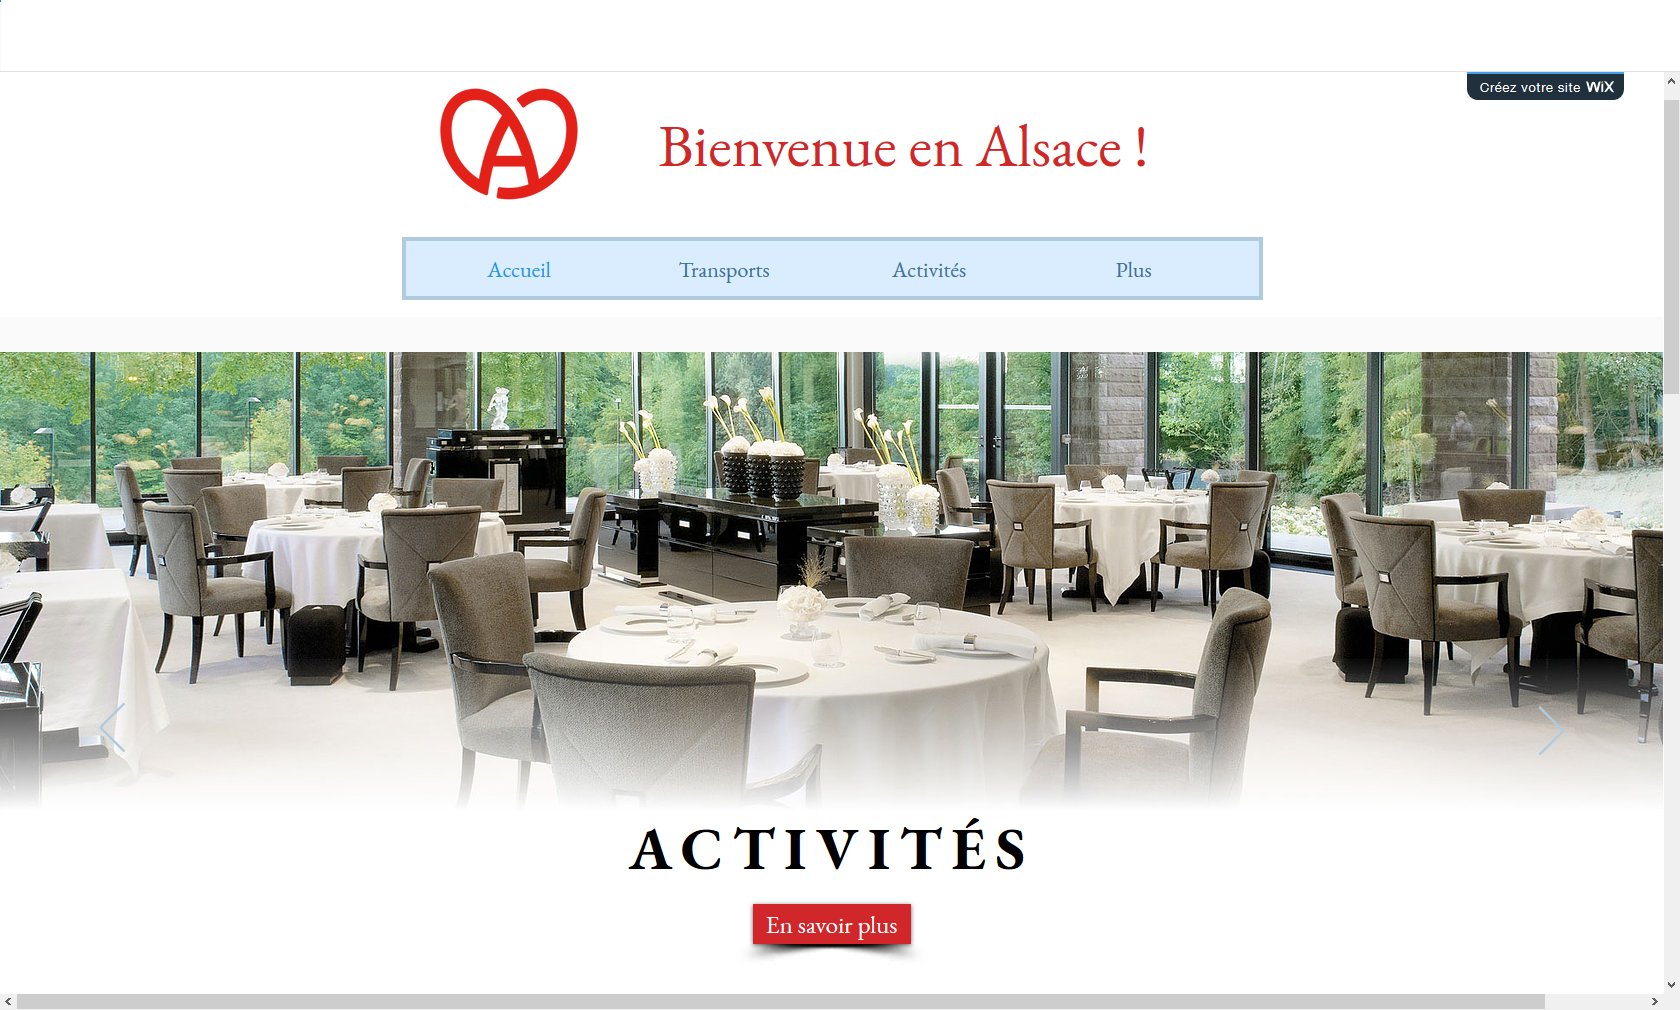 Créez votre site WiX
A
Bienvenue en Alsace !
Accueil
Transports
Activités
Plus
ACTIVITÉS
En savoir plus